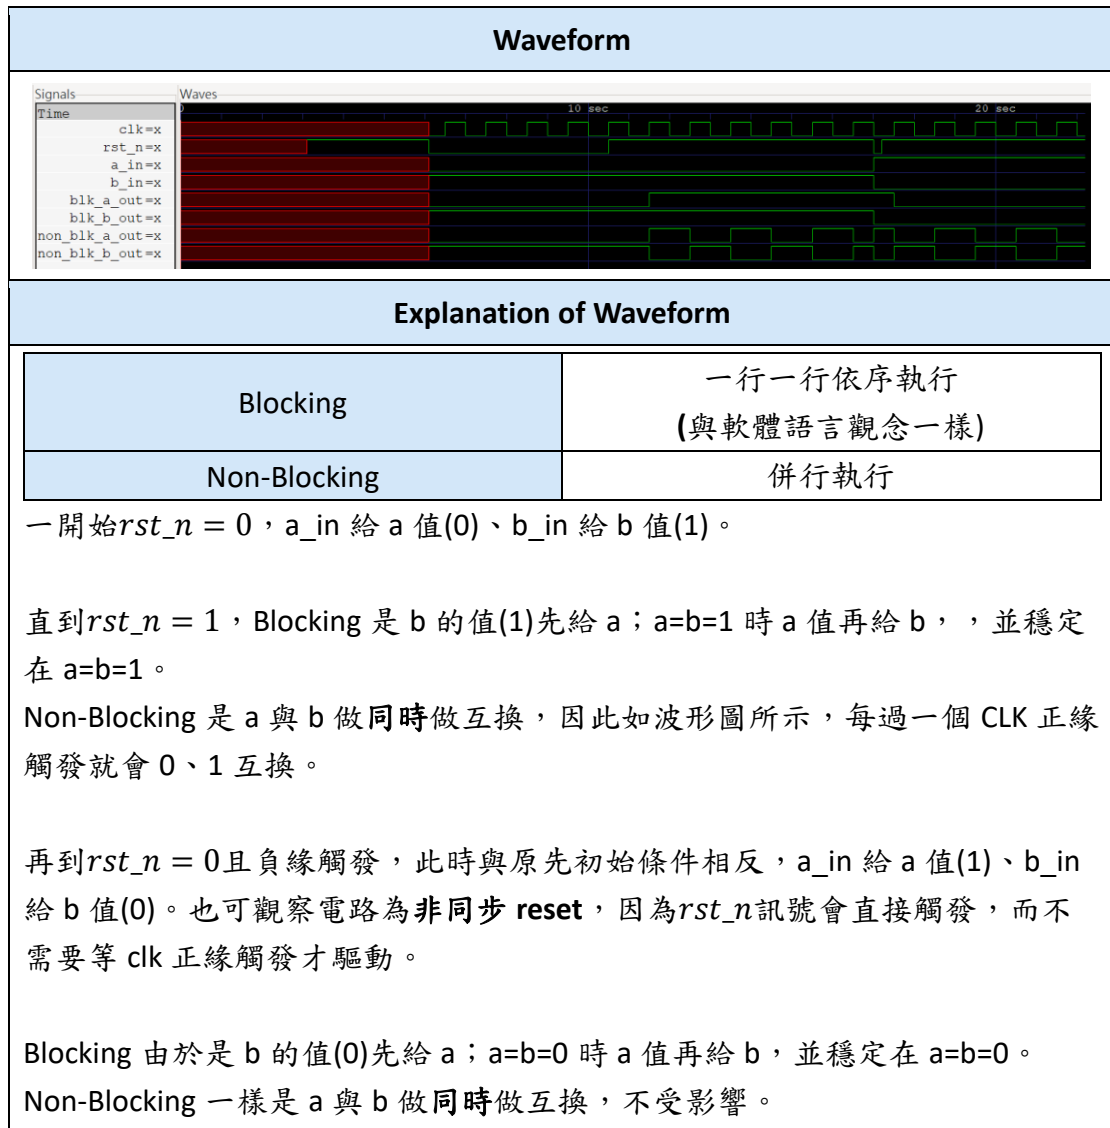 Waveform
Signals
Waves
Time
0
10 sec
20 sec
clk=x
rst_n=x
a_in=x
b_in=x
blk_a_out=x
blk_b_out=x
non_blk_a_out=x
non_blk_b_out=x
Explanation of Waveform
Blocking
一行一行依序執行
(與軟體語言觀念一樣)
Non-Blocking
併行執行
一開始rst_n = 0，a_in 給 a 值(0)、b_in 給 b 值(1)。
直到rst_n = 1，Blocking 是 b 的值(1)先給 a；a=b=1 時 a 值再給 b，，並穩定
在 a=b=1。
Non-Blocking 是 a 與 b 做同時做互換，因此如波形圖所示，每過一個 CLK 正緣
觸發就會 0、1 互換。
再到rst_n = 0且負緣觸發，此時與原先初始條件相反，a_in 給 a 值(1)、b_in
給 b 值(0)。也可觀察電路為非同步 reset，因為rst_n訊號會直接觸發，而不
需要等 clk 正緣觸發才驅動。
Blocking 由於是 b 的值(0)先給 a；a=b=0 時 a 值再給 b，並穩定在 a=b=0。
Non-Blocking 一樣是 a 與 b 做同時做互換，不受影響。